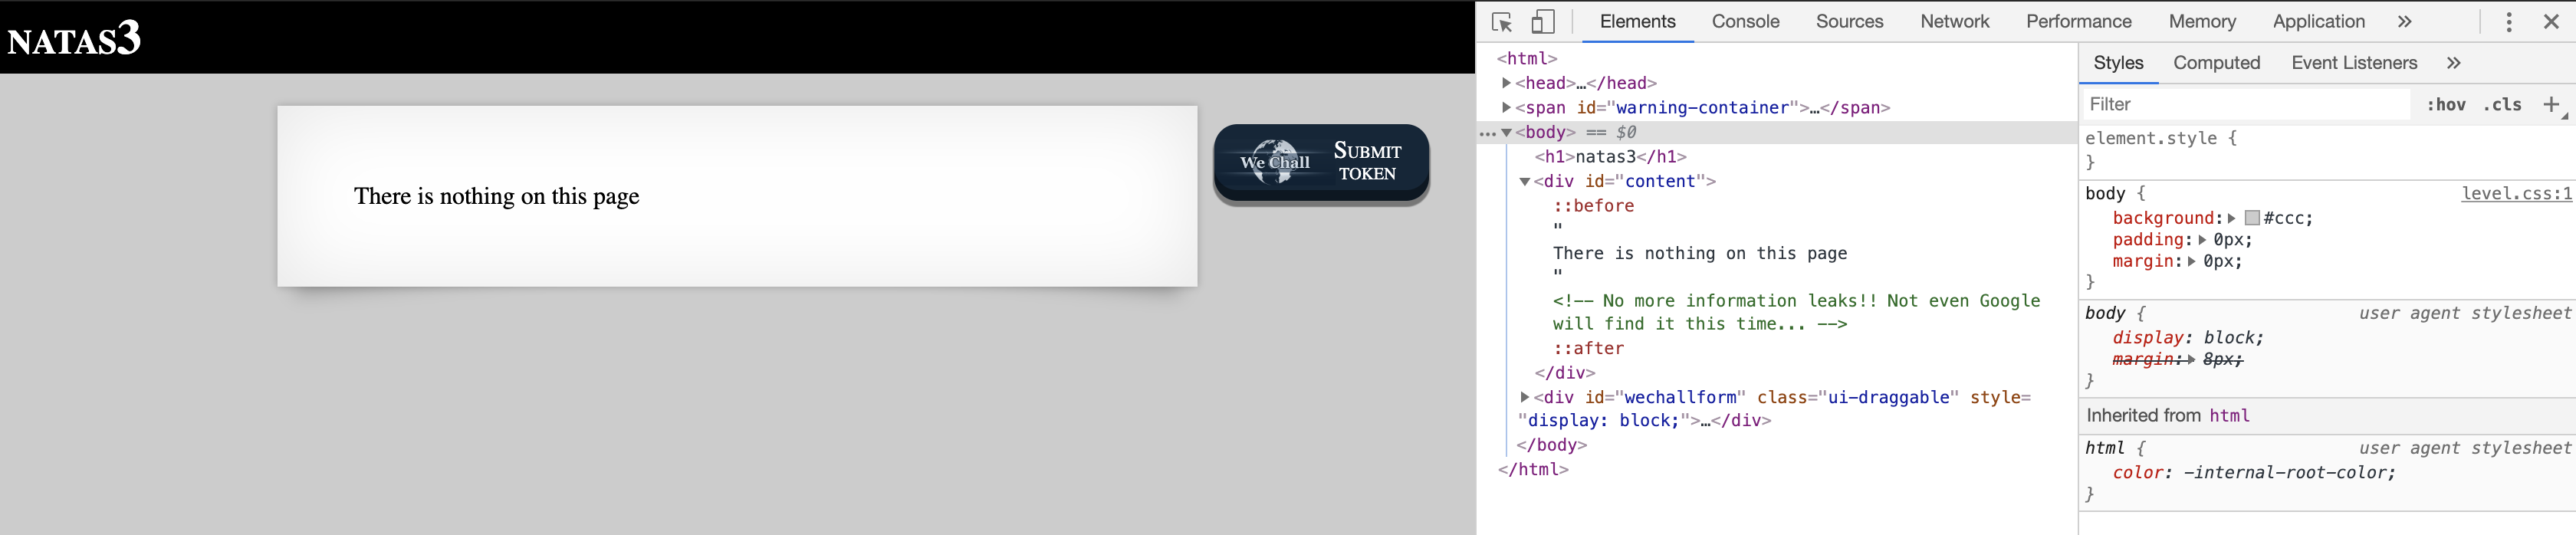 NATAS3
There is nothing on this page
We Chall
SUBMIT
TOKEN
Elements Console Sources Network Performance Memory Application »
<html>
<head>…</head>
<span id="warning-container">…</span>
<body> == $0
<h1>natas3</h1>
<div id="content">
::before
"
There is nothing on this page
"
<!-- No more information leaks!! Not even Google
will find it this time... -->
::after
</div>
<div id="wechallform" class="ui-draggable" style=
"display: block;">…</div>
</body>
</html>
Styles Computed Event Listeners »
Filter :hov .cls +
element.style {
}
body { level.css:1
background: #ccc;
padding: 0px;
margin: 0px;
}
body { user agent stylesheet
display: block;
margin: 8px;
}
Inherited from html
html { user agent stylesheet
color: -internal-root-color;
}